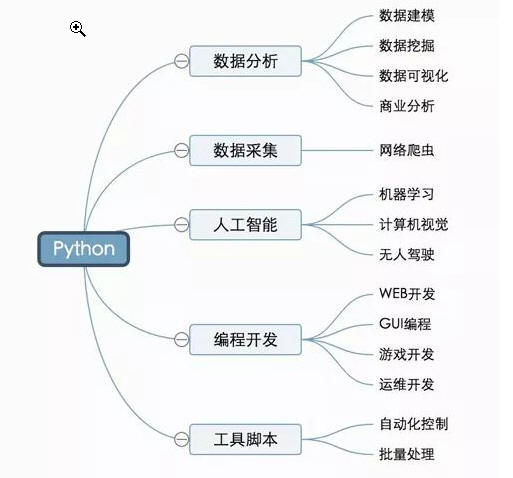 Python
数据分析
数据建模
数据挖掘
数据可视化
商业分析
数据采集
网络爬虫
人工智能
机器学习
计算机视觉
无人驾驶
编程开发
WEB开发
GUI编程
游戏开发
运维开发
工具脚本
自动化控制
批量处理